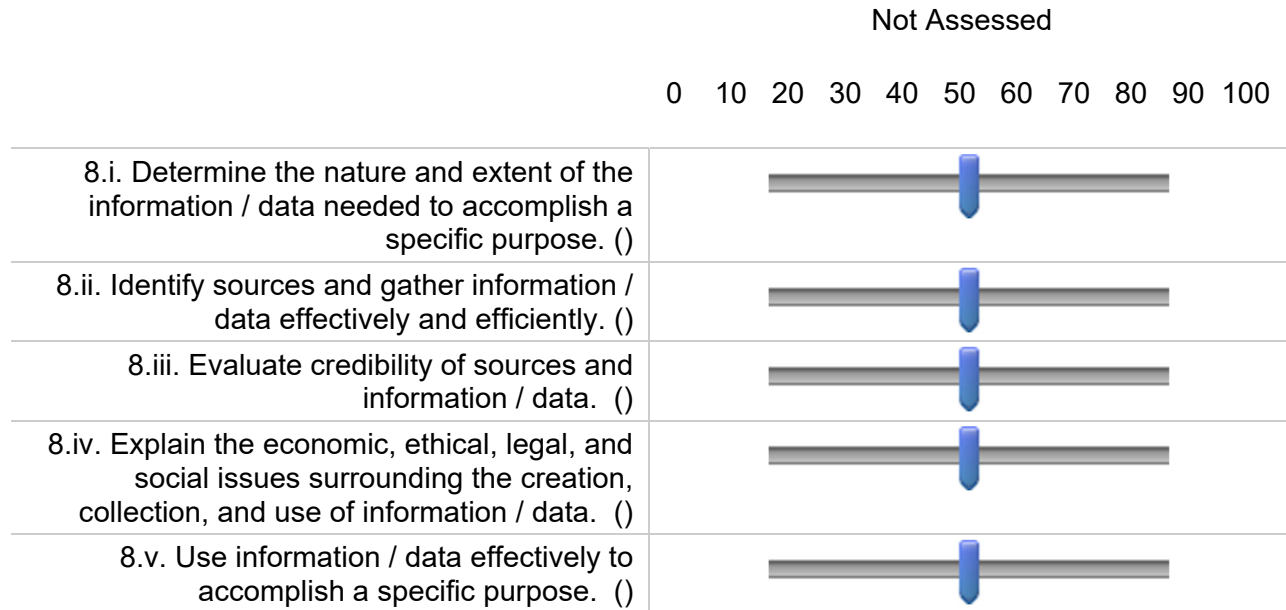 Not Assessed
0 10 20 30 40 50 60 70 80 90 100
8.i. Determine the nature and extent of the
information / data needed to accomplish a
specific purpose. ()
8.ii. Identify sources and gather information /
data effectively and efficiently. ()
8.iii. Evaluate credibility of sources and
information / data. ()
8.iv. Explain the economic, ethical, legal, and
social issues surrounding the creation,
collection, and use of information / data. ()
8.v. Use information / data effectively to
accomplish a specific purpose. ()